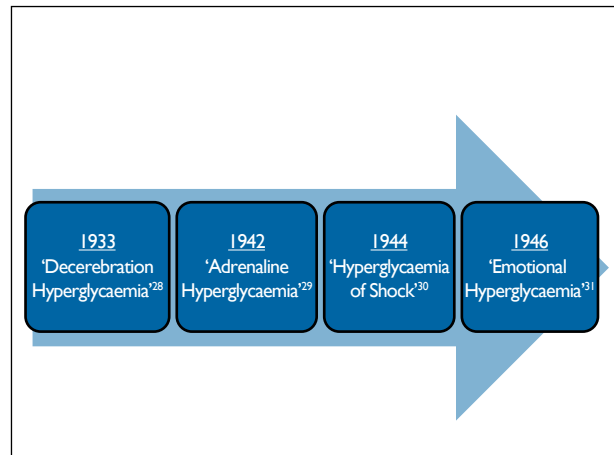 1933
‘Decerebration
Hyperglycaemia’28
1942
‘Adrenaline
Hyperglycaemia’29
1944
‘Hyperglycaemia
of Shock’30
1946
‘Emotional
Hyperglycaemia’31